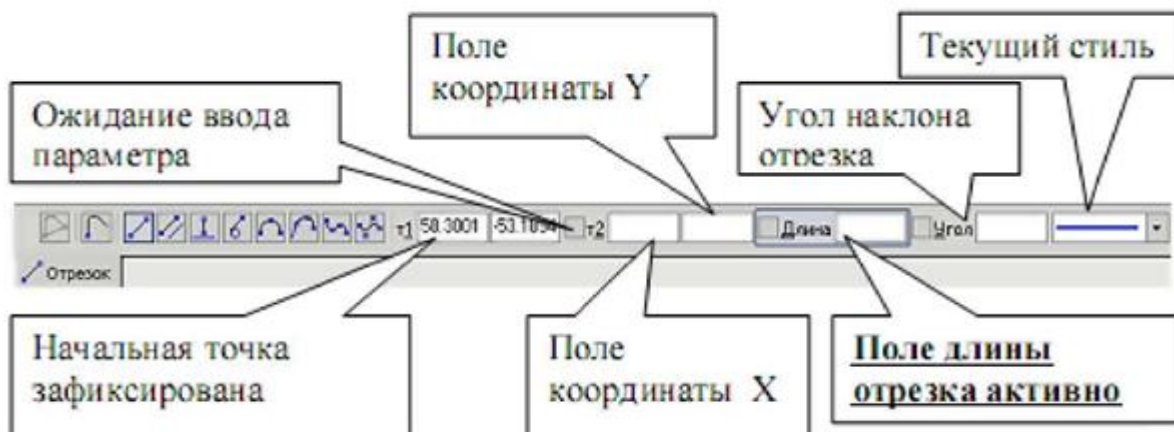 Поле
координаты Y
Текущий стиль
Ожидание ввода
параметра
Угол наклона
отрезка
т1 58.3001 -53.1894 т2 Длина Угол
Отрезок
Начальная точка
зафиксирована
Поле
координаты X
Поле длины
отрезка активно